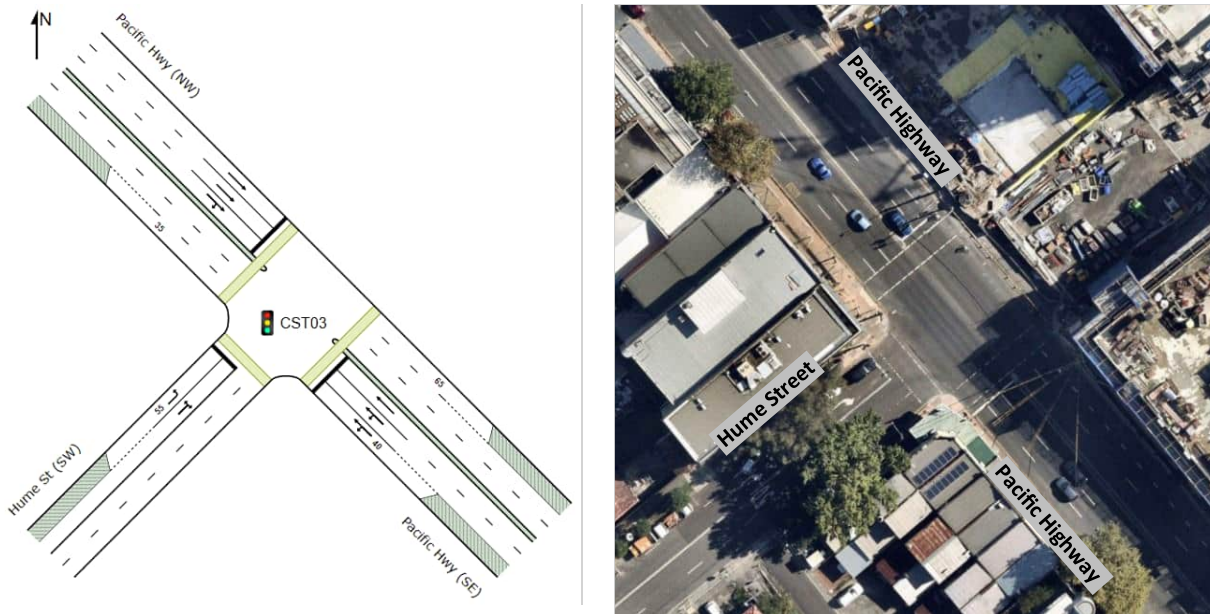 N
Pacific Hwy (NW)
35
CST03
65
55
40
Hume St (SW)
Pacific Hwy (SE)
Pacific Highway
Hume Street
Pacific Highway